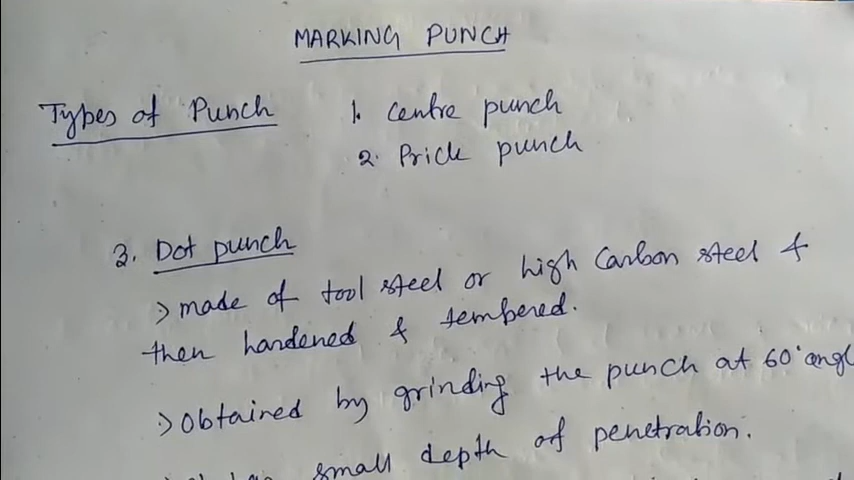 MARKING PUNCH
Types of Punch 1. Centre punch
2. Prick punch
3. Dot punch
> made of tool steel or high Carbon steel &
then hardened & tembered.
> Obtained by grinding the punch at 60° angle
small depth of penetration.